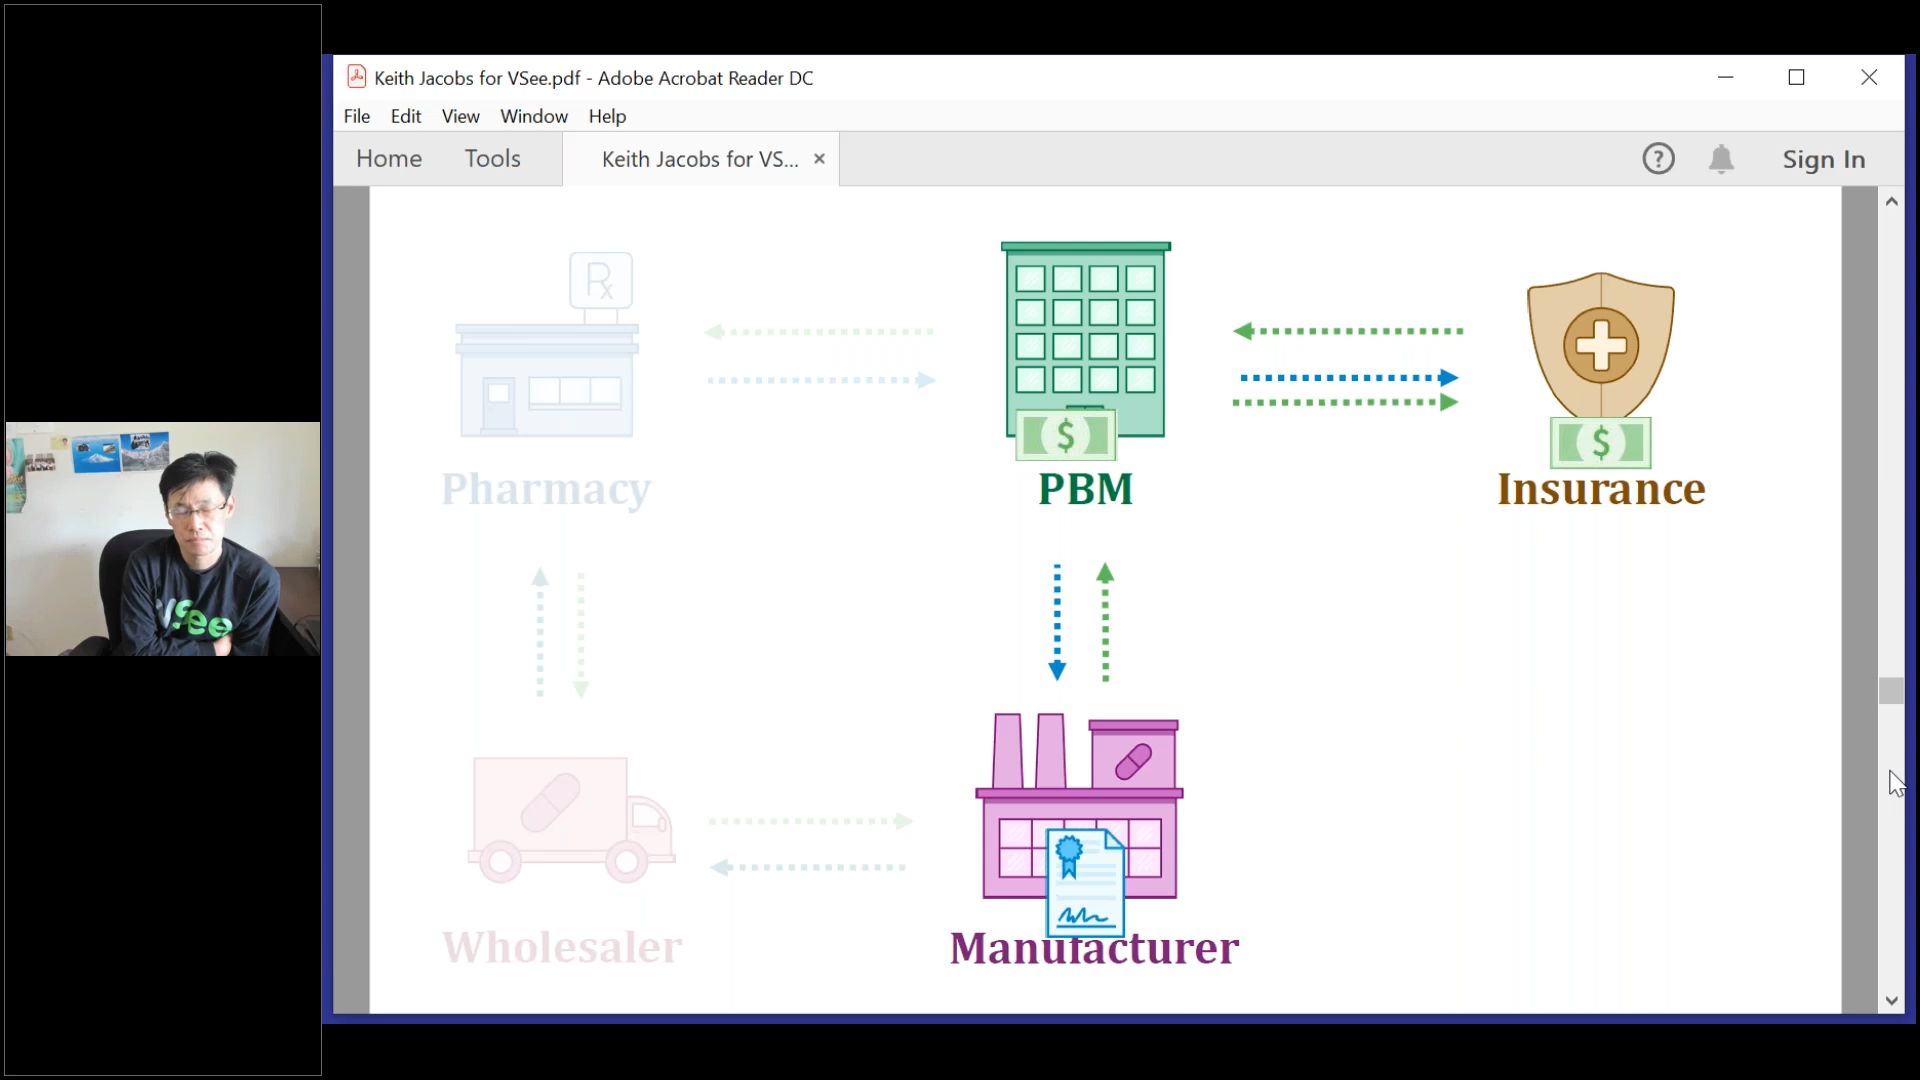 Keith Jacobs for VSee.pdf - Adobe Acrobat Reader DC
File Edit View Window Help
Home Tools Keith Jacobs for VS... Sign In
Rx
$
$
Pharmacy PBM Insurance
vsee
Wholesaler Manufacturer